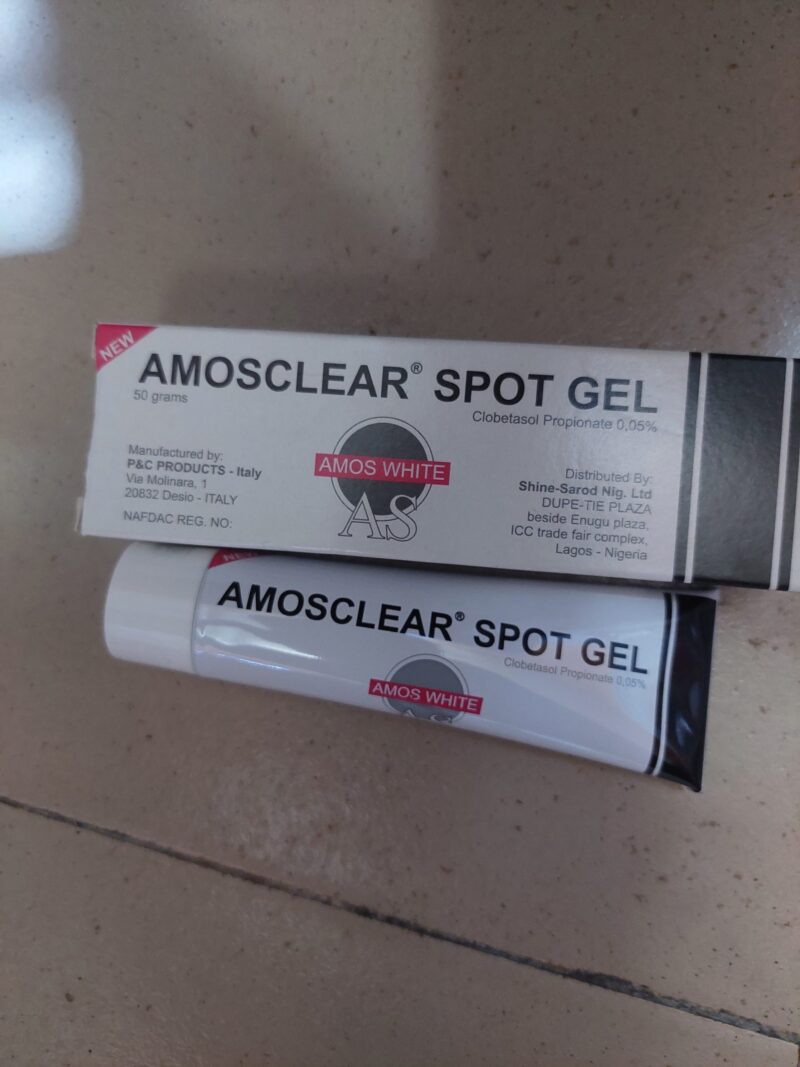 NEW
AMOSCLEAR® SPOT GEL
50 grams
Clobetasol Propionate 0,05%
Manufactured by:
P&C PRODUCTS - Italy
Via Molinara, 1
20832 Desio - ITALY
NAFDAC REG. NO:
AMOS WHITE
AS
Distributed By:
Shine-Sarod Nig. Ltd
DUPE-TIE PLAZA
beside Enugu plaza,
ICC trade fair complex,
Lagos - Nigeria
NEW
AMOSCLEAR® SPOT GEL
Clobetasol Propionate 0,05%
AMOS WHITE
AS